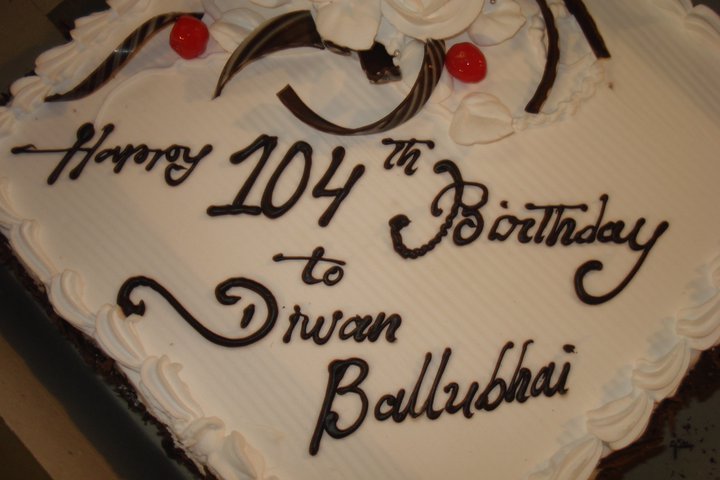 Happy 104th Birthday
to
Diwan
Ballubhai